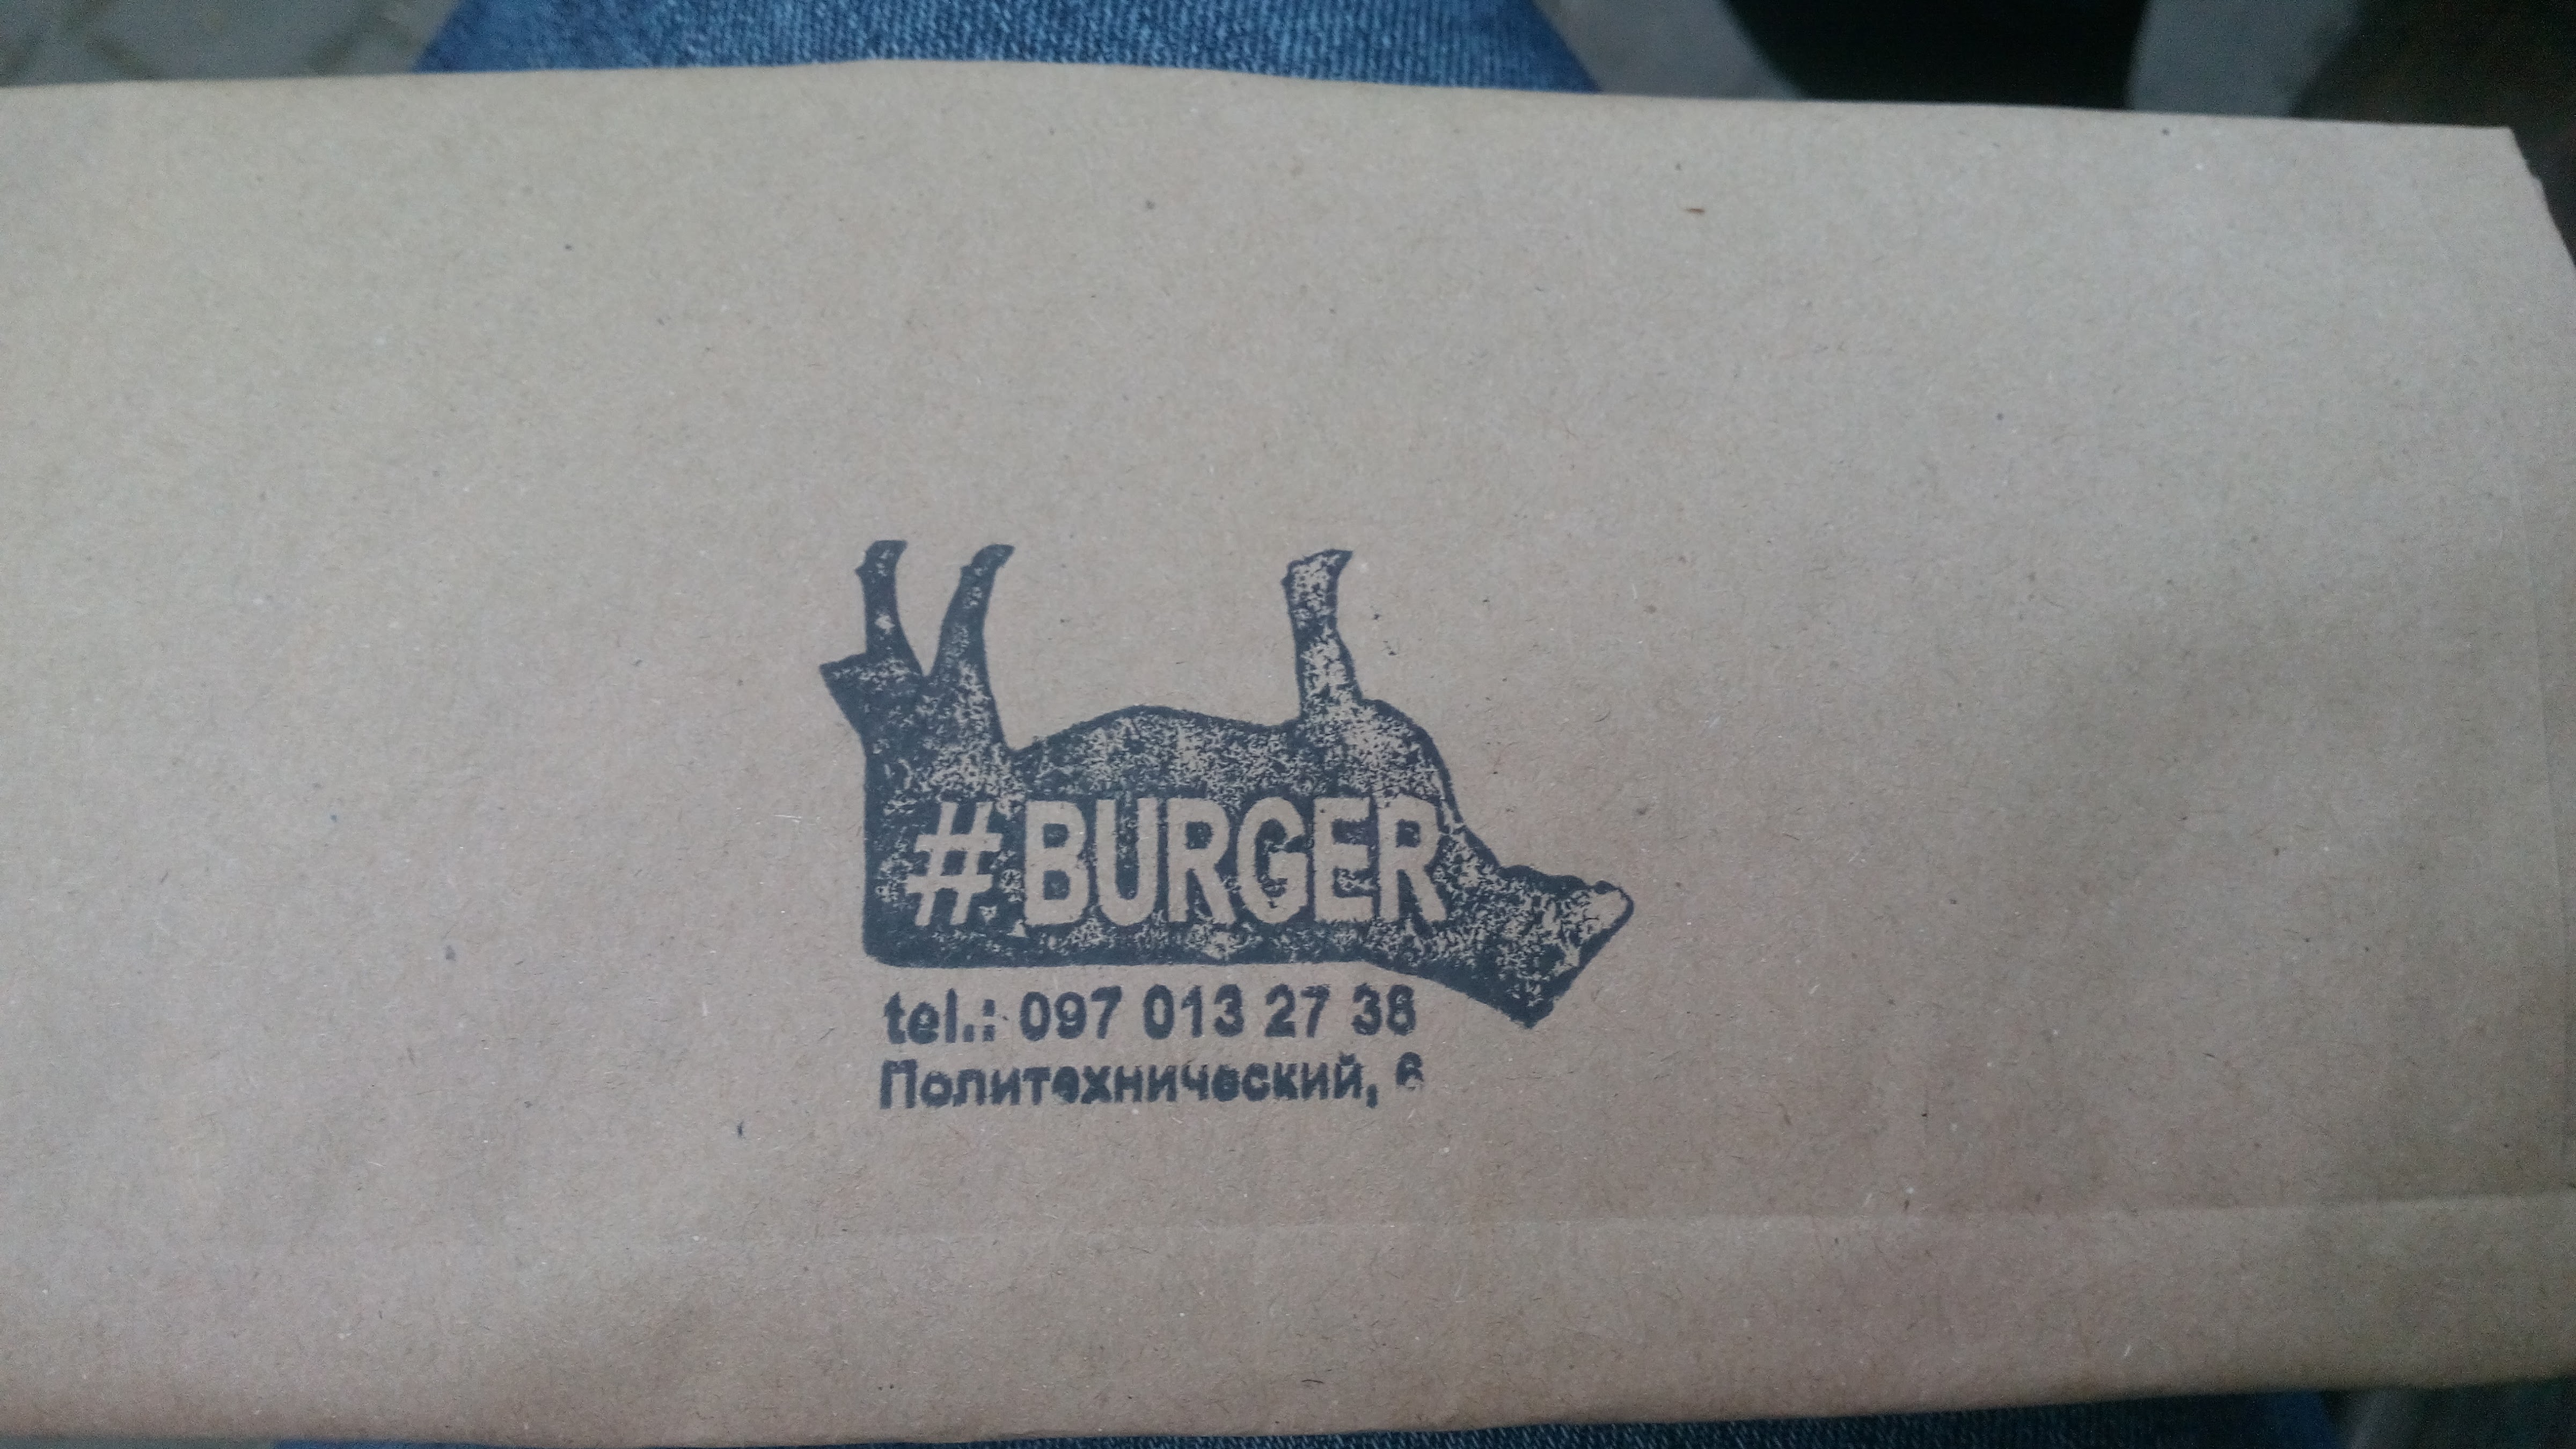 #BURGER
tel.: 097 013 27 38
Политехнический, 6